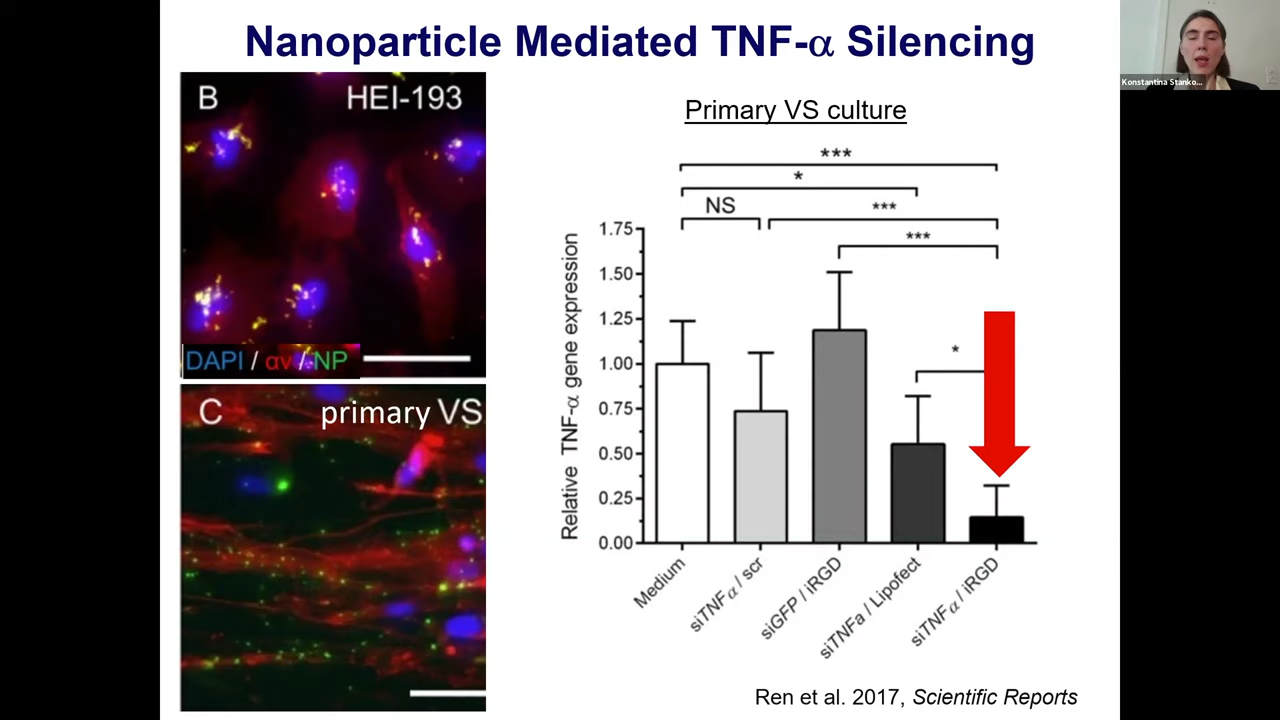 Nanoparticle Mediated TNF-α Silencing
B
HEI-193
DAPI / αv / NP
C
primary VS
Primary VS culture
***
*
NS
***
***
*
Relative TNF-α gene expression
1.75
1.50
1.25
1.00
0.75
0.50
0.25
0.00
Medium
siTNFα / scr
siGFP / iRGD
siTNFa / Lipofect
siTNFα / iRGD
Ren et al. 2017, Scientific Reports
Konstantina Stanko...